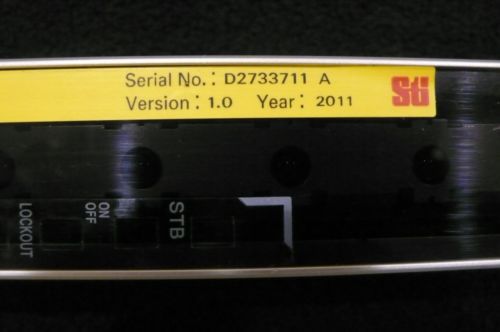 Serial No.: D2733711 A
Version: 1.0 Year: 2011
Sti
LOCKOUT
ON
OFF
STB